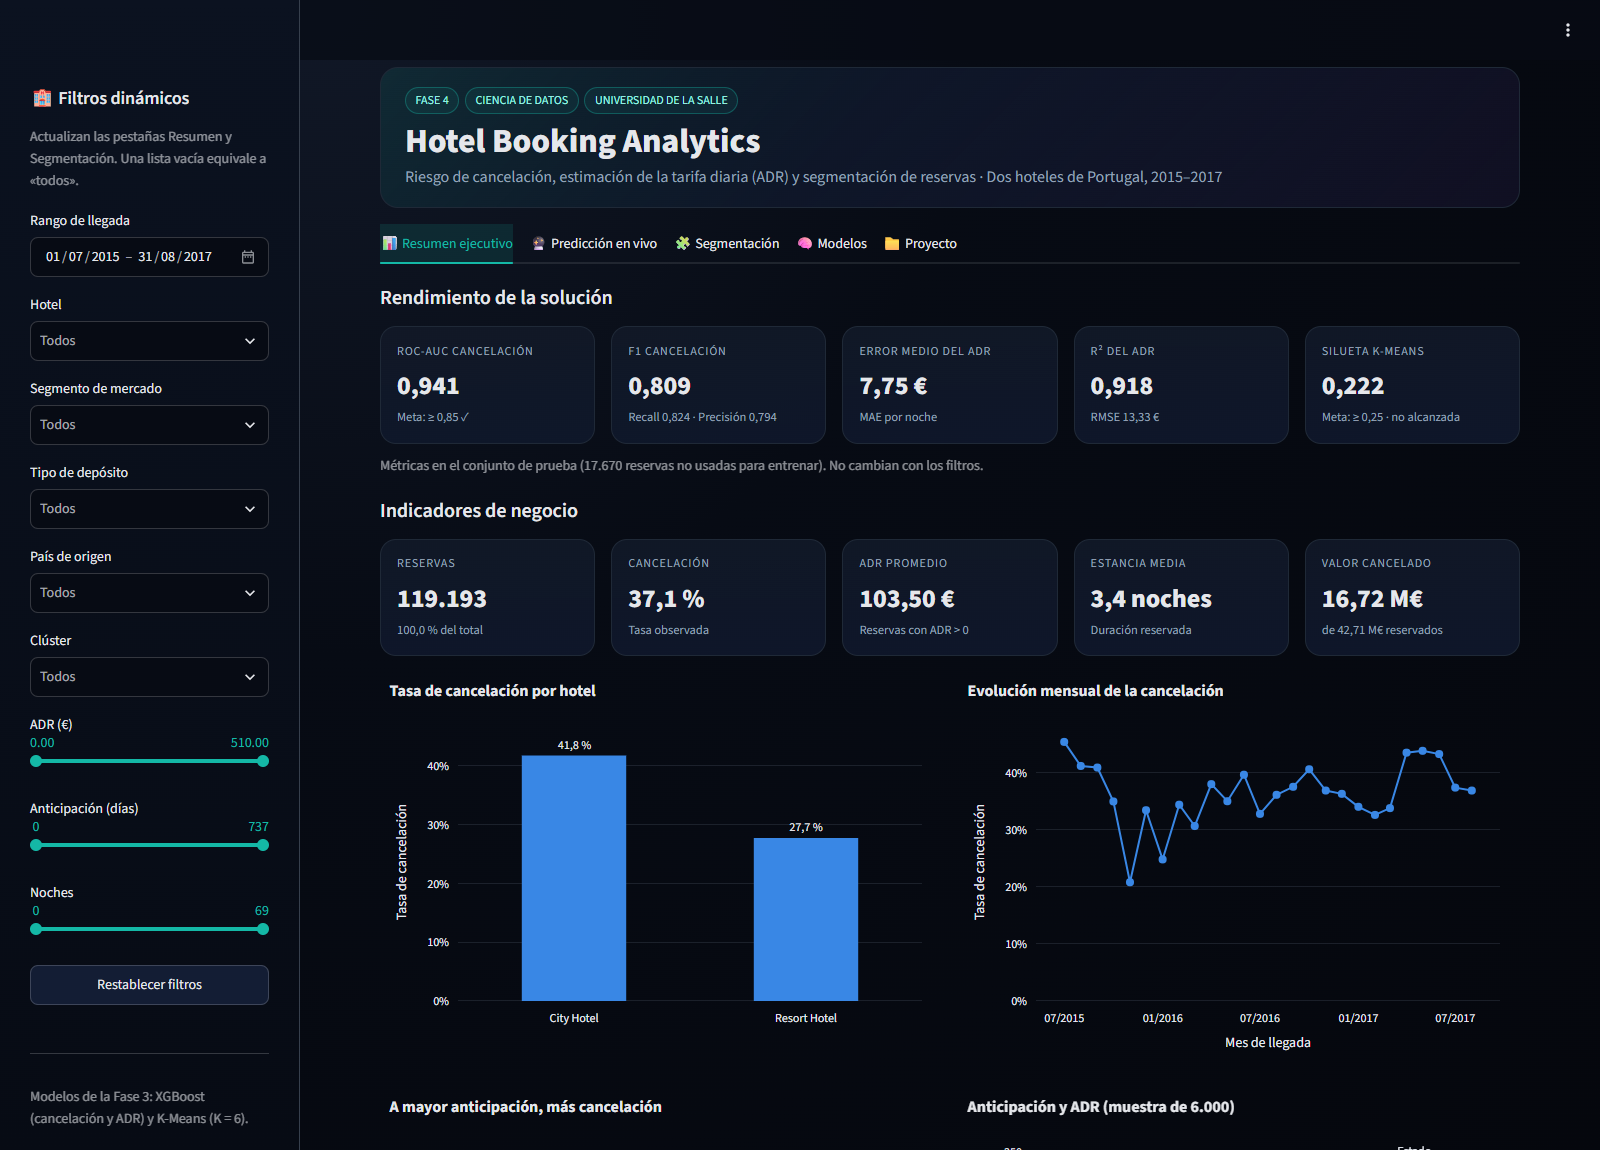 Filtros dinámicos
Actualizan las pestañas Resumen y
Segmentación. Una lista vacía equivale a
«todos».
Rango de llegada
01/07/2015 – 31/08/2017
Hotel
Todos
Segmento de mercado
Todos
Tipo de depósito
Todos
País de origen
Todos
Clúster
Todos
ADR (€)
0.00 510.00
Anticipación (días)
0 737
Noches
0 69
Restablecer filtros
Modelos de la Fase 3: XGBoost
(cancelación y ADR) y K-Means (K = 6).
FASE 4 CIENCIA DE DATOS UNIVERSIDAD DE LA SALLE
Hotel Booking Analytics
Riesgo de cancelación, estimación de la tarifa diaria (ADR) y segmentación de reservas · Dos hoteles de Portugal, 2015–2017
Resumen ejecutivo Predicción en vivo Segmentación Modelos Proyecto
Rendimiento de la solución
ROC-AUC CANCELACIÓN
0,941
Meta: ≥ 0,85 ✓
F1 CANCELACIÓN
0,809
Recall 0,824 · Precisión 0,794
ERROR MEDIO DEL ADR
7,75 €
MAE por noche
R² DEL ADR
0,918
RMSE 13,33 €
SILUETA K-MEANS
0,222
Meta: ≥ 0,25 · no alcanzada
Métricas en el conjunto de prueba (17.670 reservas no usadas para entrenar). No cambian con los filtros.
Indicadores de negocio
RESERVAS
119.193
100,0 % del total
CANCELACIÓN
37,1 %
Tasa observada
ADR PROMEDIO
103,50 €
Reservas con ADR > 0
ESTANCIA MEDIA
3,4 noches
Duración reservada
VALOR CANCELADO
16,72 M€
de 42,71 M€ reservados
Tasa de cancelación por hotel
Tasa de cancelación
40%
30%
20%
10%
0%
41,8 %
27,7 %
City Hotel Resort Hotel
Evolución mensual de la cancelación
Tasa de cancelación
40%
30%
20%
10%
0%
07/2015 01/2016 07/2016 01/2017 07/2017
Mes de llegada
A mayor anticipación, más cancelación
Anticipación y ADR (muestra de 6.000)